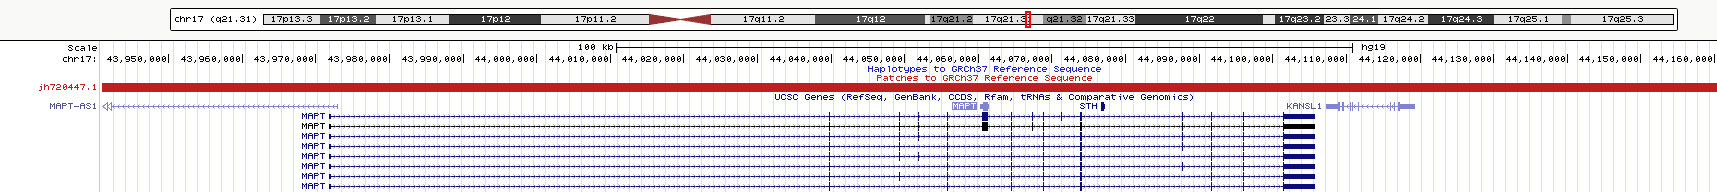 chr17 (q21.31) 17p13.3 17p13.2 17p13.1 17p12 17p11.2 17q11.2 17q12 17q21.2 17q21.31 q21.32 17q21.33 17q22 17q23.2 23.3 24.1 17q24.2 17q24.3 17q25.1 17q25.3
Scale 100 kb hg19
chr17: 43,950,000 43,960,000 43,970,000 43,980,000 43,990,000 44,000,000 44,010,000 44,020,000 44,030,000 44,040,000 44,050,000 44,060,000 44,070,000 44,080,000 44,090,000 44,100,000 44,110,000 44,120,000 44,130,000 44,140,000 44,150,000 44,160,000
Haplotypes to GRCh37 Reference Sequence
Patches to GRCh37 Reference Sequence
jh720447.1
UCSC Genes (RefSeq, GenBank, CCDS, Rfam, tRNAs & Comparative Genomics)
MAPT-AS1 MAPT STH KANSL1
MAPT
MAPT
MAPT
MAPT
MAPT
MAPT
MAPT
MAPT